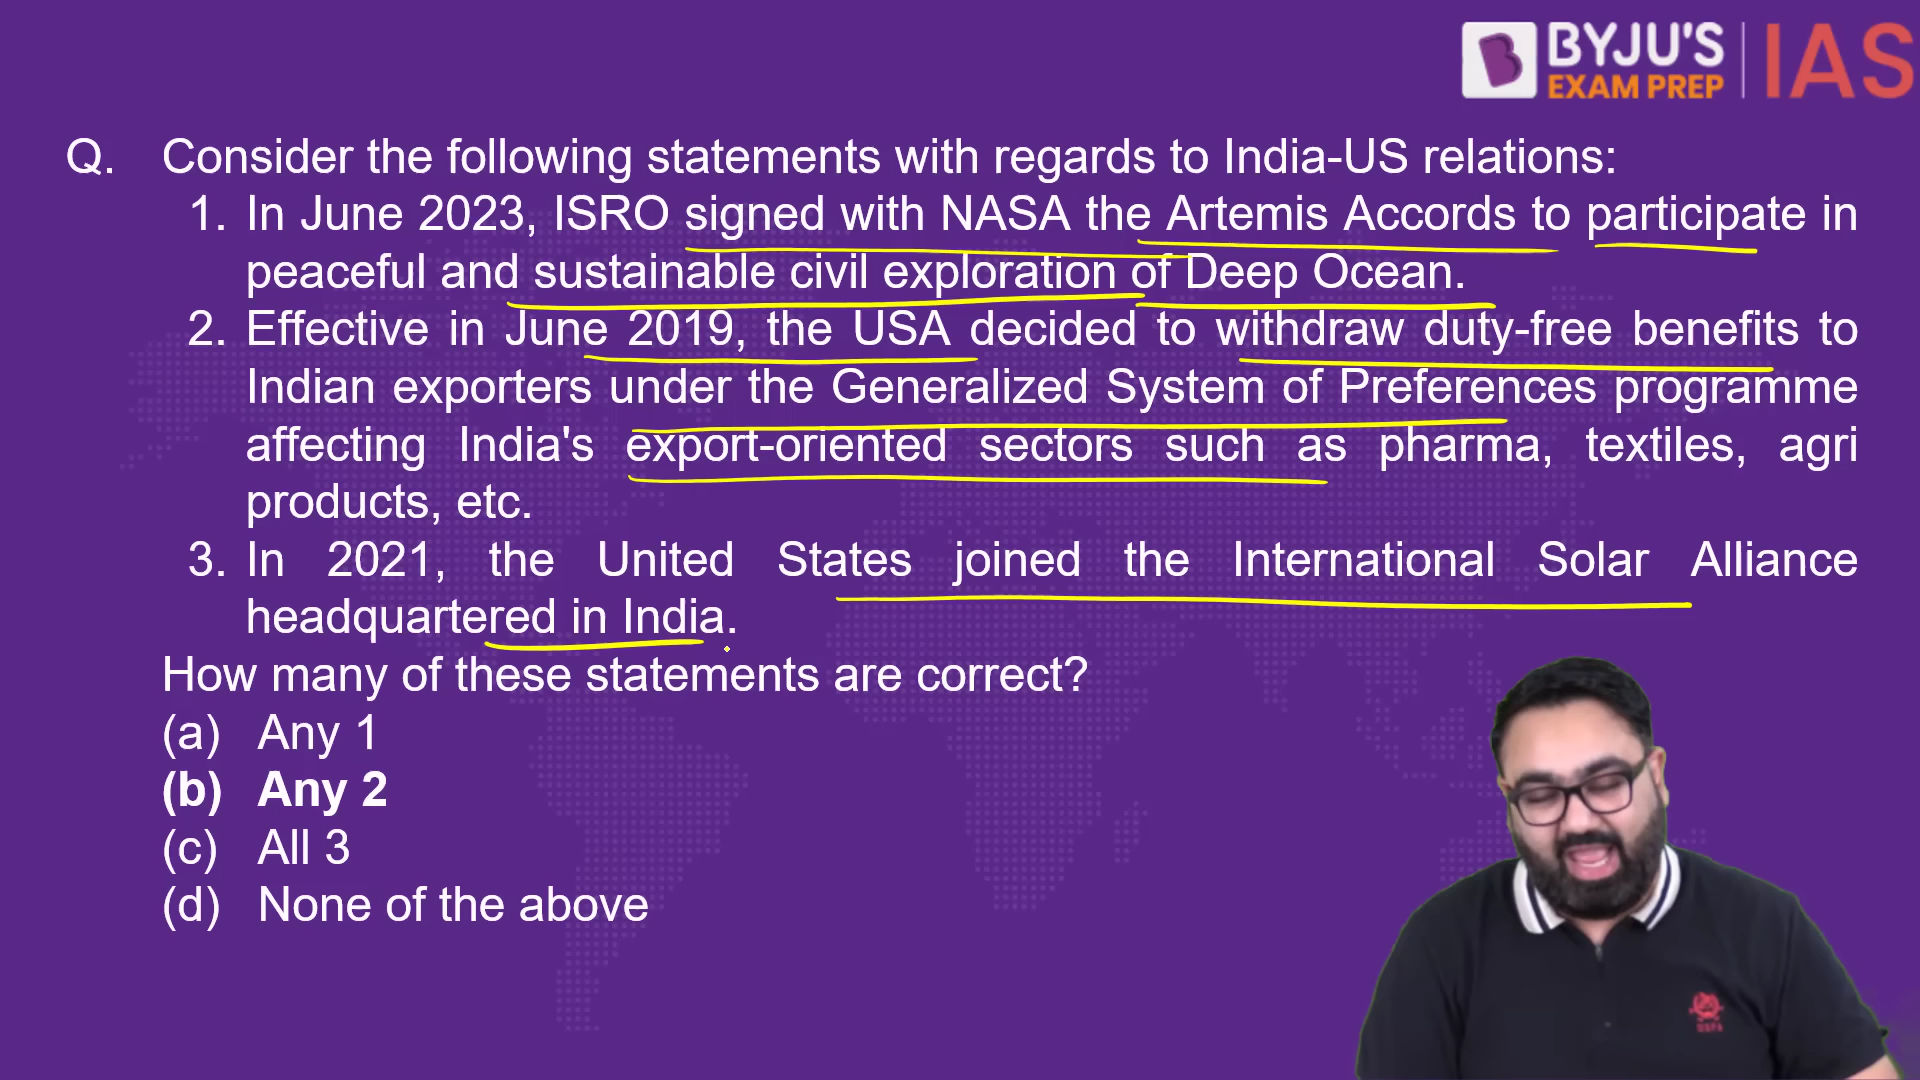 BYJU'S
EXAM PREP
IAS
Q. Consider the following statements with regards to India-US relations:
1. In June 2023, ISRO signed with NASA the Artemis Accords to participate in
peaceful and sustainable civil exploration of Deep Ocean.
2. Effective in June 2019, the USA decided to withdraw duty-free benefits to
Indian exporters under the Generalized System of Preferences programme
affecting India's export-oriented sectors such as pharma, textiles, agri
products, etc.
3. In 2021, the United States joined the International Solar Alliance
headquartered in India.
How many of these statements are correct?
(a) Any 1
(b) Any 2
(c) All 3
(d) None of the above